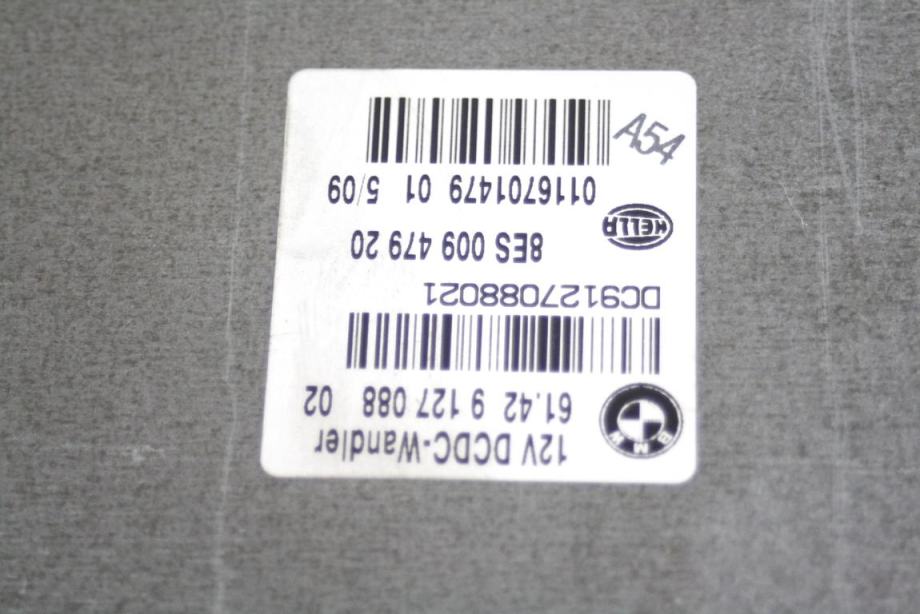 12V DCDC-Wandler
BMW
61.42 9 127 088 02
DC9127088021
8ES 009 479 20
HELLA
0116701479 01 5/09
A54